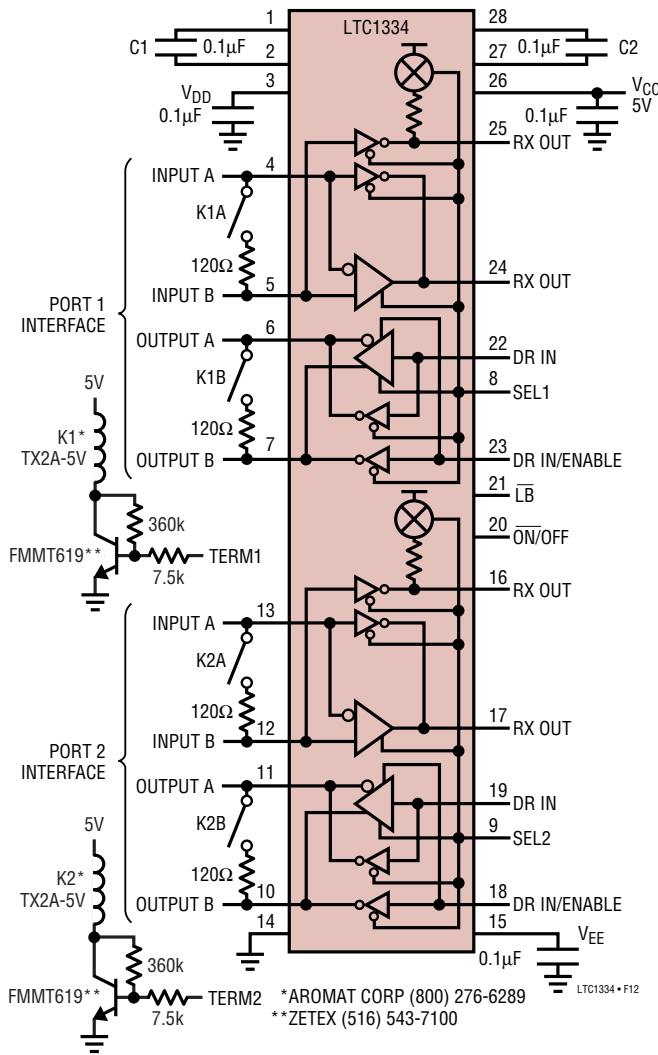 LTC1334
1
28
C1
0.1µF
0.1µF
C2
2
27
3
26
VDD
0.1µF
VCC
5V
0.1µF
25
RX OUT
INPUT A
4
K1A
120Ω
24
RX OUT
INPUT B
5
PORT 1
INTERFACE
OUTPUT A
6
22
DR IN
K1B
8
SEL1
120Ω
OUTPUT B
7
23
DR IN/ENABLE
5V
K1*
TX2A-5V
360k
FMMT619**
7.5k
TERM1
21
LB
20
ON/OFF
16
RX OUT
INPUT A
13
K2A
120Ω
17
RX OUT
INPUT B
12
PORT 2
INTERFACE
OUTPUT A
11
19
DR IN
K2B
9
SEL2
120Ω
OUTPUT B
10
18
DR IN/ENABLE
5V
K2*
TX2A-5V
14
15
VEE
0.1µF
360k
FMMT619**
7.5k
TERM2
*AROMAT CORP (800) 276-6289
**ZETEX (516) 543-7100
LTC1334 • F12